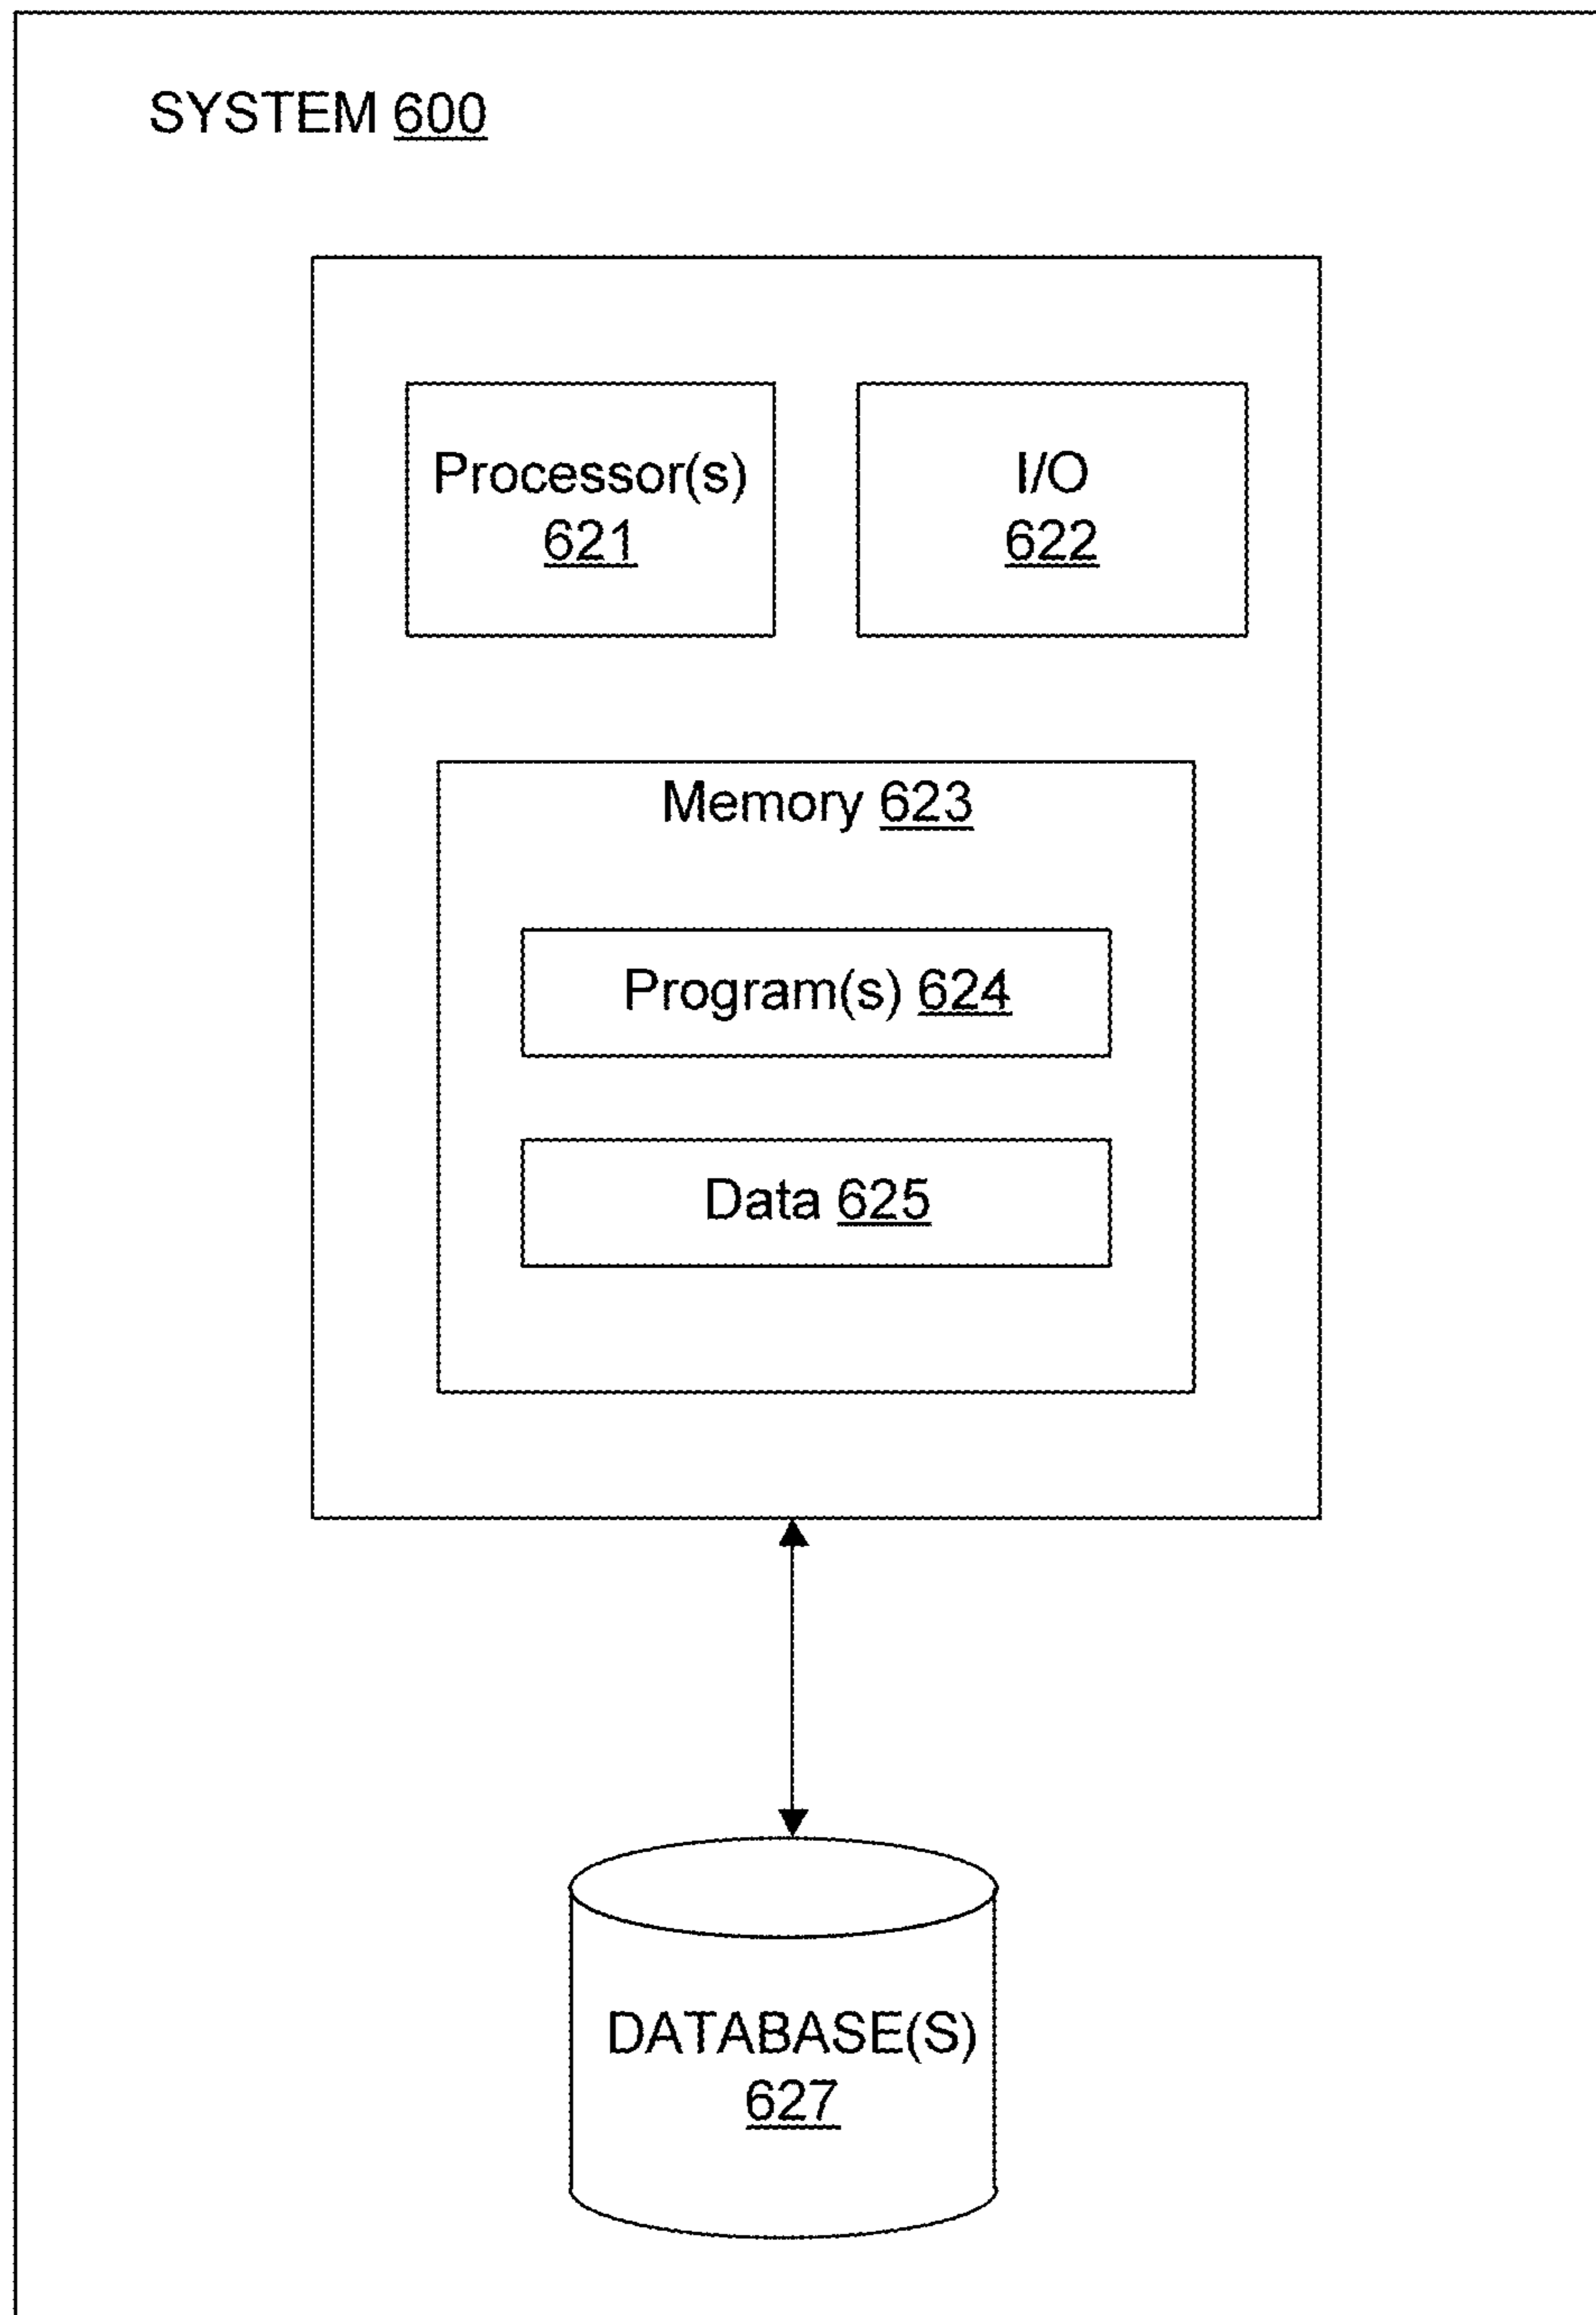 SYSTEM 600
Processor(s)
621
I/O
622
Memory 623
Program(s) 624
Data 625
DATABASE(S)
627